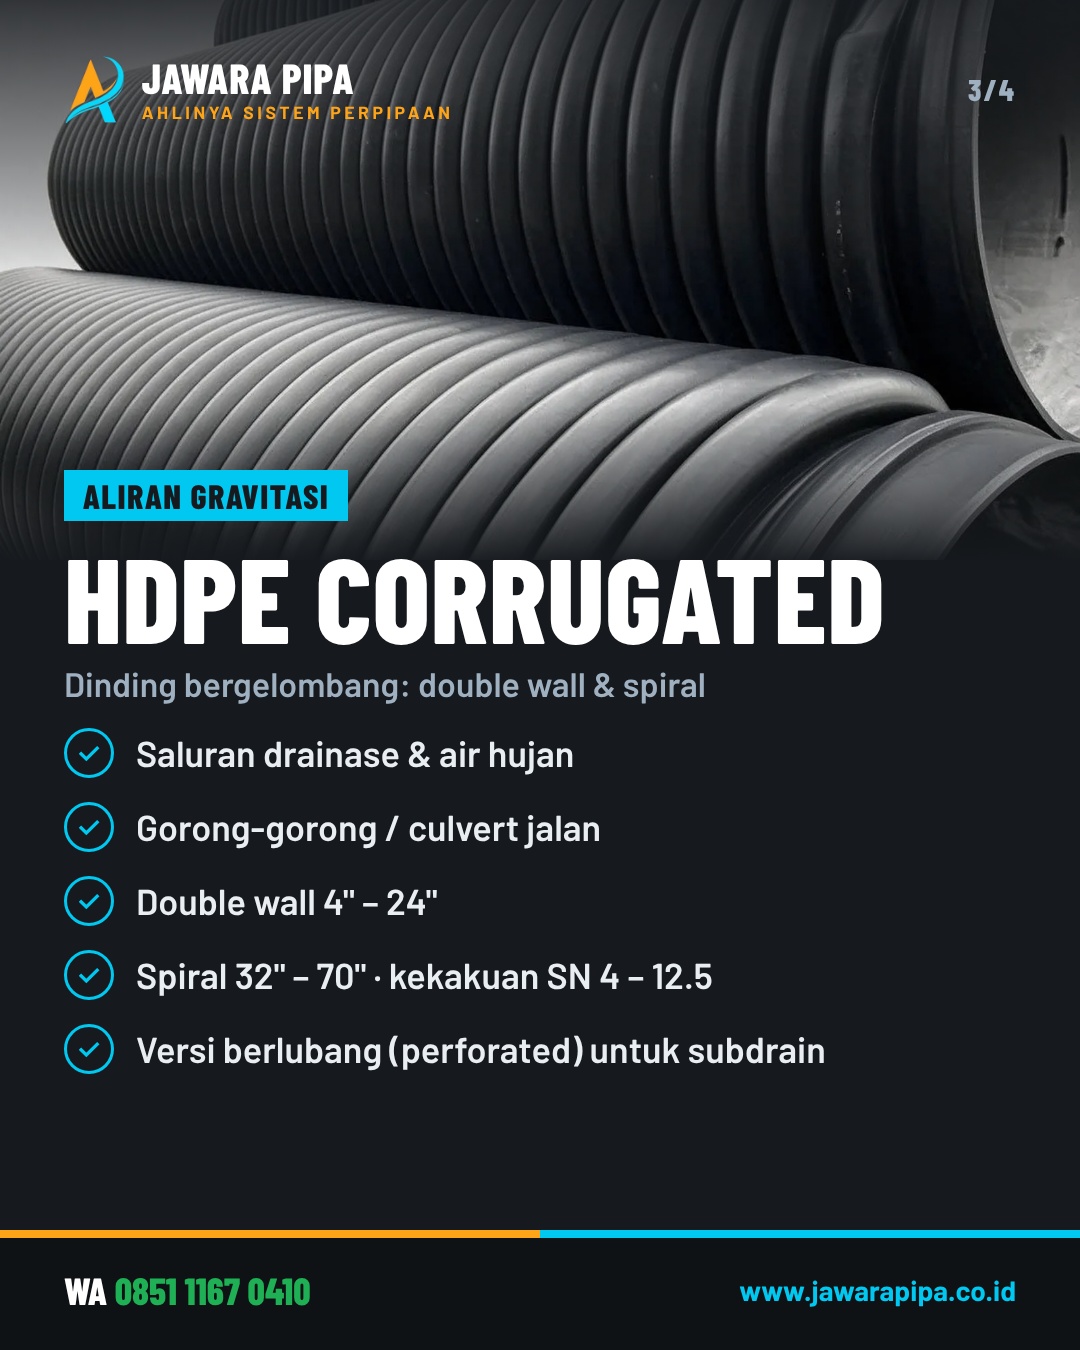 JAWARA PIPA
AHLINYA SISTEM PERPIPAAN
3/4
ALIRAN GRAVITASI
HDPE CORRUGATED
Dinding bergelombang: double wall & spiral
Saluran drainase & air hujan
Gorong-gorong / culvert jalan
Double wall 4" – 24"
Spiral 32" – 70" · kekakuan SN 4 – 12.5
Versi berlubang (perforated) untuk subdrain
WA 0851 1167 0410
www.jawarapipa.co.id